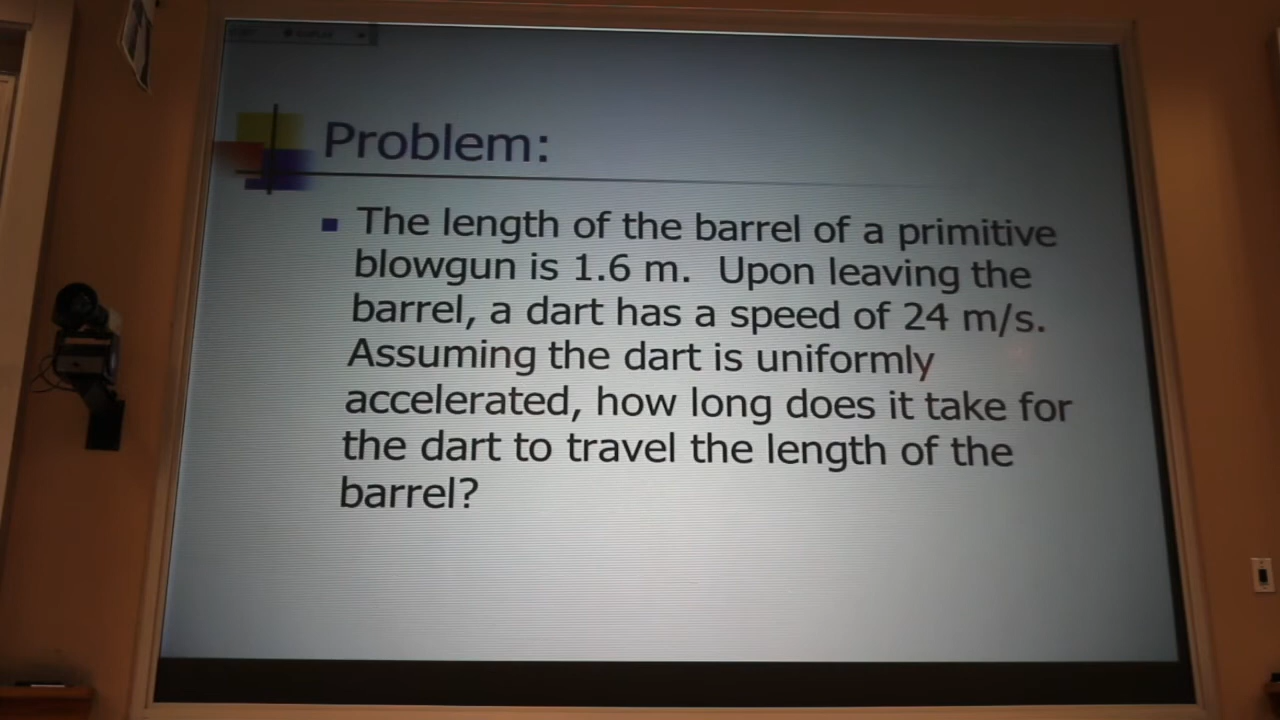 Problem:
The length of the barrel of a primitive
blowgun is 1.6 m. Upon leaving the
barrel, a dart has a speed of 24 m/s.
Assuming the dart is uniformly
accelerated, how long does it take for
the dart to travel the length of the
barrel?